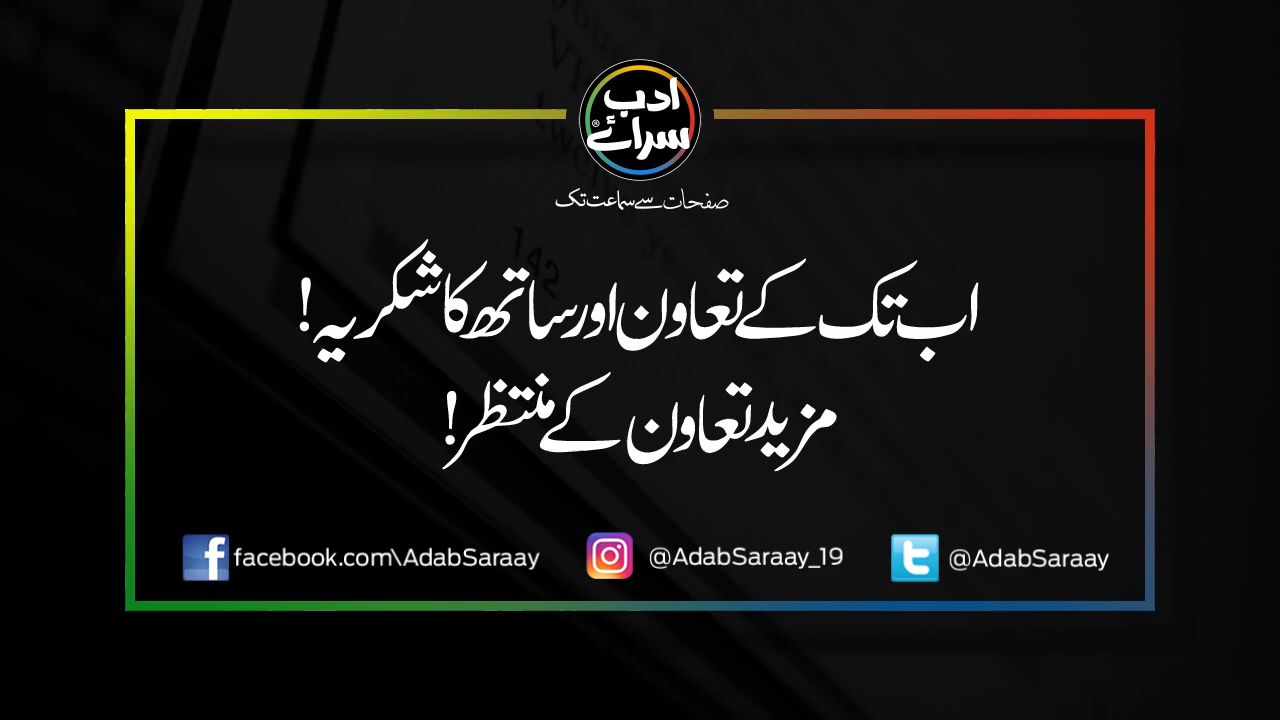 ادب
سرائے®
صفحات سے سماعت تک
اب تک کے تعاون اور ساتھ کا شکریہ!
مزید تعاون کے منتظر!
facebook.com\AdabSaraay
@AdabSaraay_19
@AdabSaraay
142